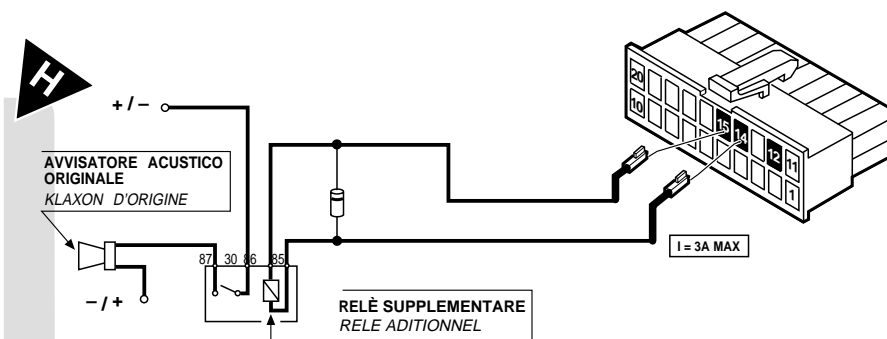 H
+ / –
AVVISATORE ACUSTICO
ORIGINALE
KLAXON D'ORIGINE
– / +
87 30 86 85
RELÈ SUPPLEMENTARE
RELE ADITIONNEL
I = 3A MAX
20
10
15
14
12
11
1